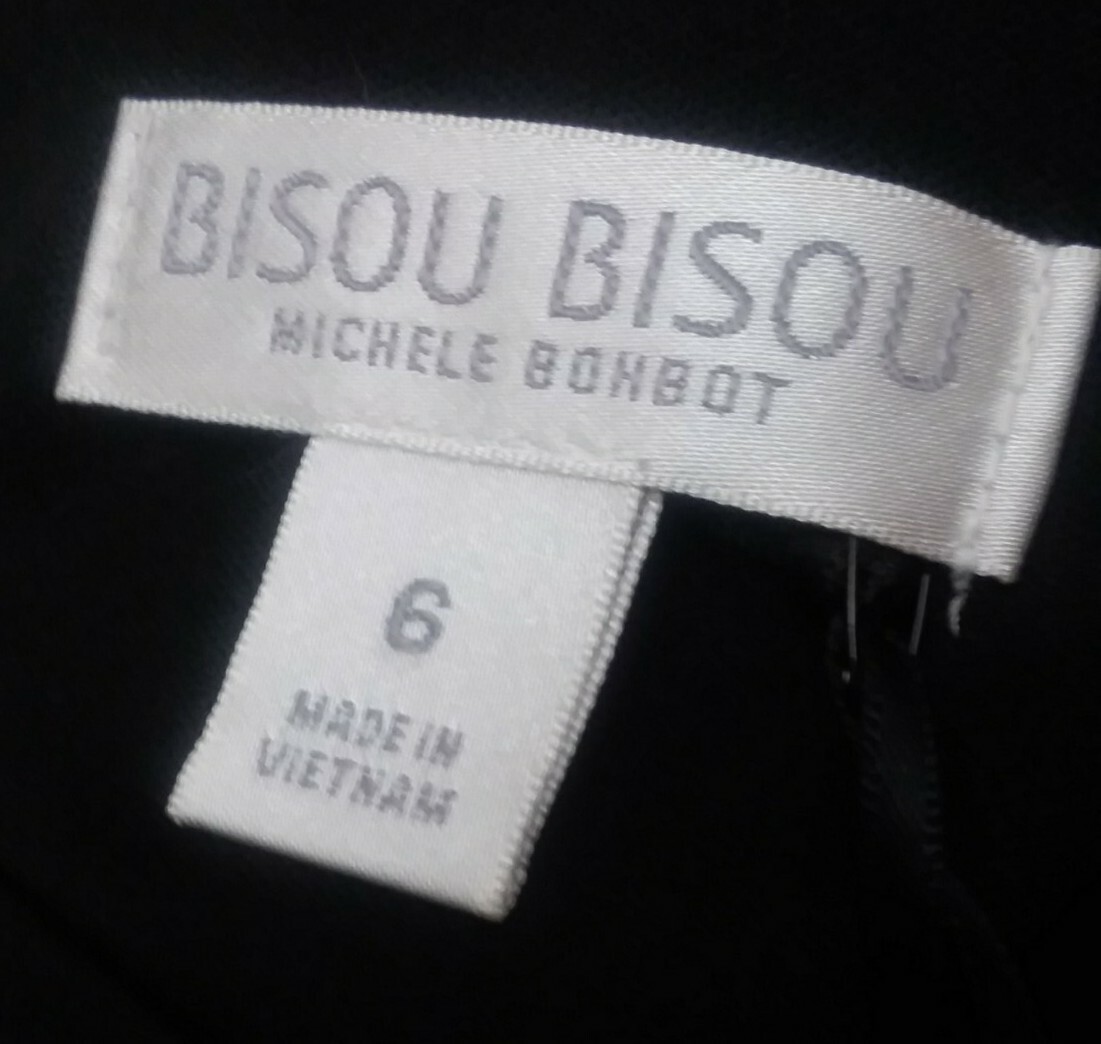 BISOU BISOU
MICHELE BOHBOT
6
MADE IN
VIETNAM